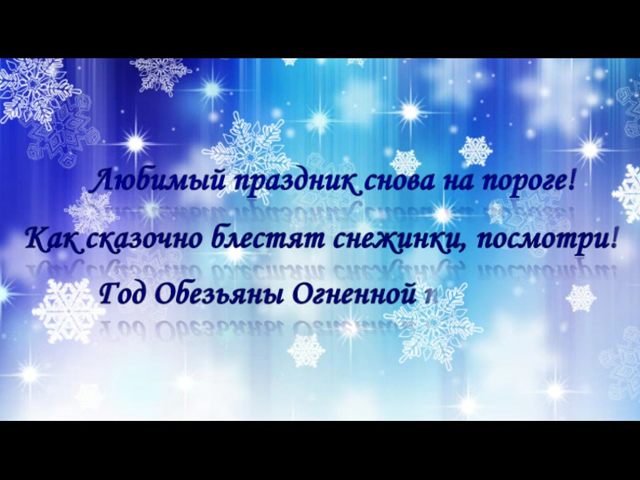 Любимый праздник снова на пороге!
Как сказочно блестят снежинки, посмотри!
Год Обезьяны Огненной п